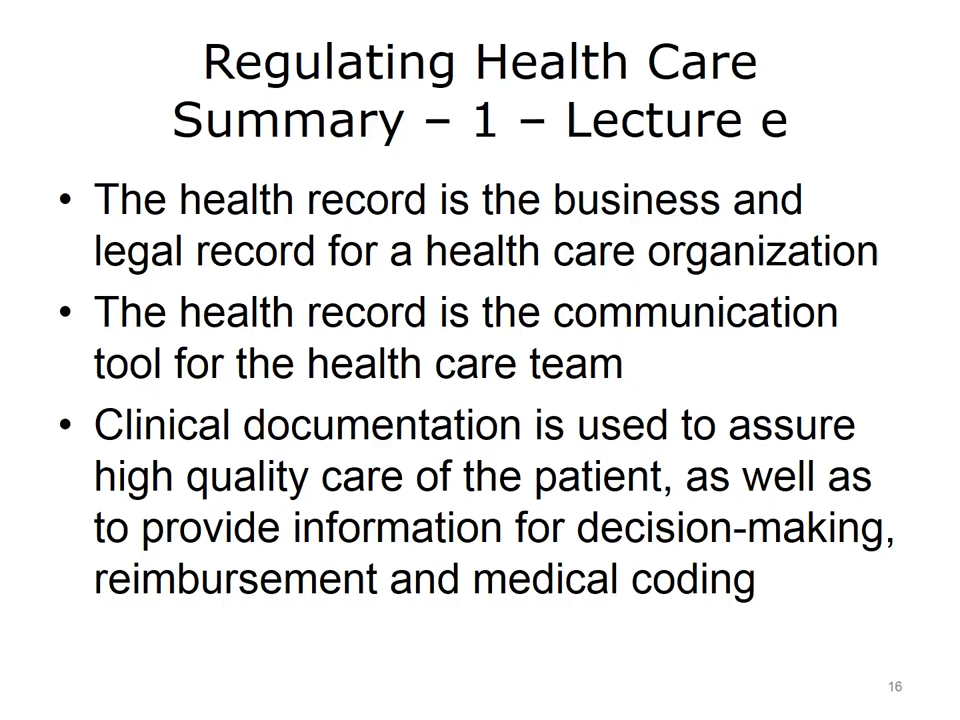 Regulating Health Care
Summary – 1 – Lecture e
• The health record is the business and
legal record for a health care organization
• The health record is the communication
tool for the health care team
• Clinical documentation is used to assure
high quality care of the patient, as well as
to provide information for decision-making,
reimbursement and medical coding
16